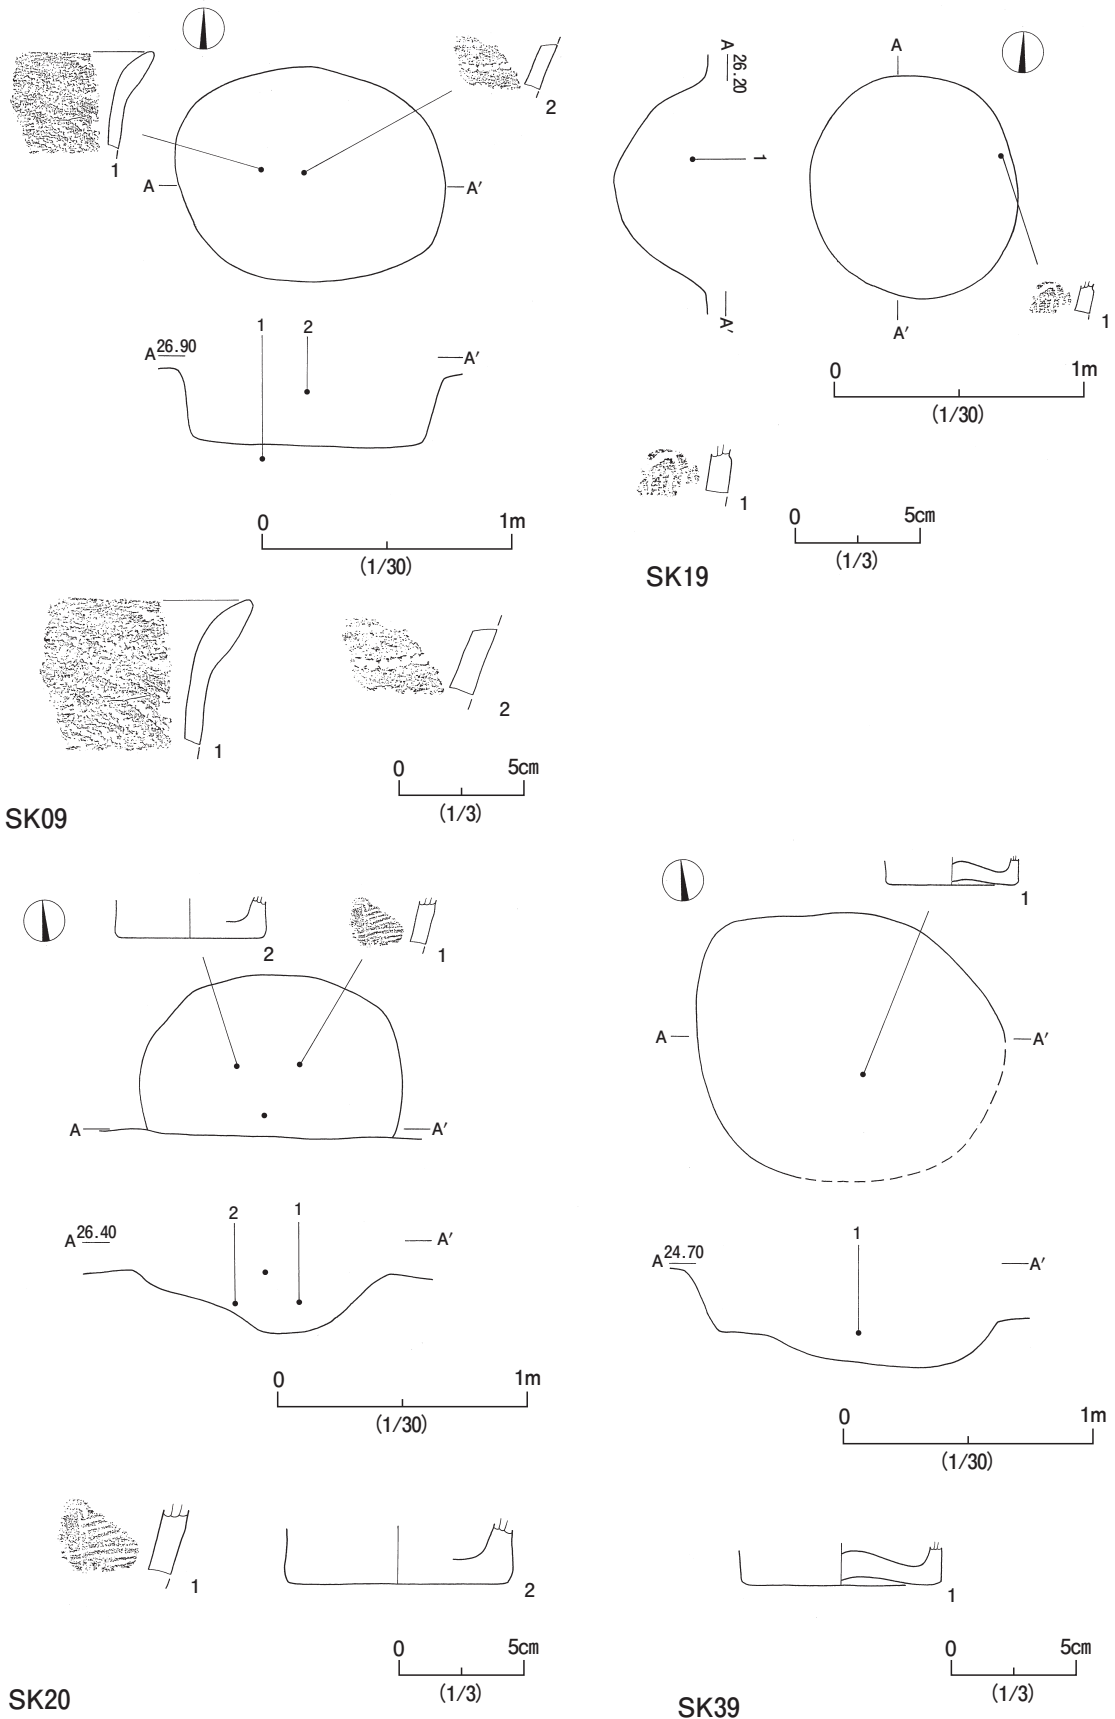 1
2
A
A′
1
2
A 26.90
A′
0
1m
(1/30)
1
2
0
5cm
(1/3)
SK09
A 26.20
1
A′
A
A′
1
0
1m
(1/30)
1
0
5cm
(1/3)
SK19
2
1
A
A′
2
1
A 26.40
A′
0
1m
(1/30)
1
2
0
5cm
(1/3)
SK20
1
A
A′
1
A 24.70
A′
0
1m
(1/30)
1
0
5cm
(1/3)
SK39